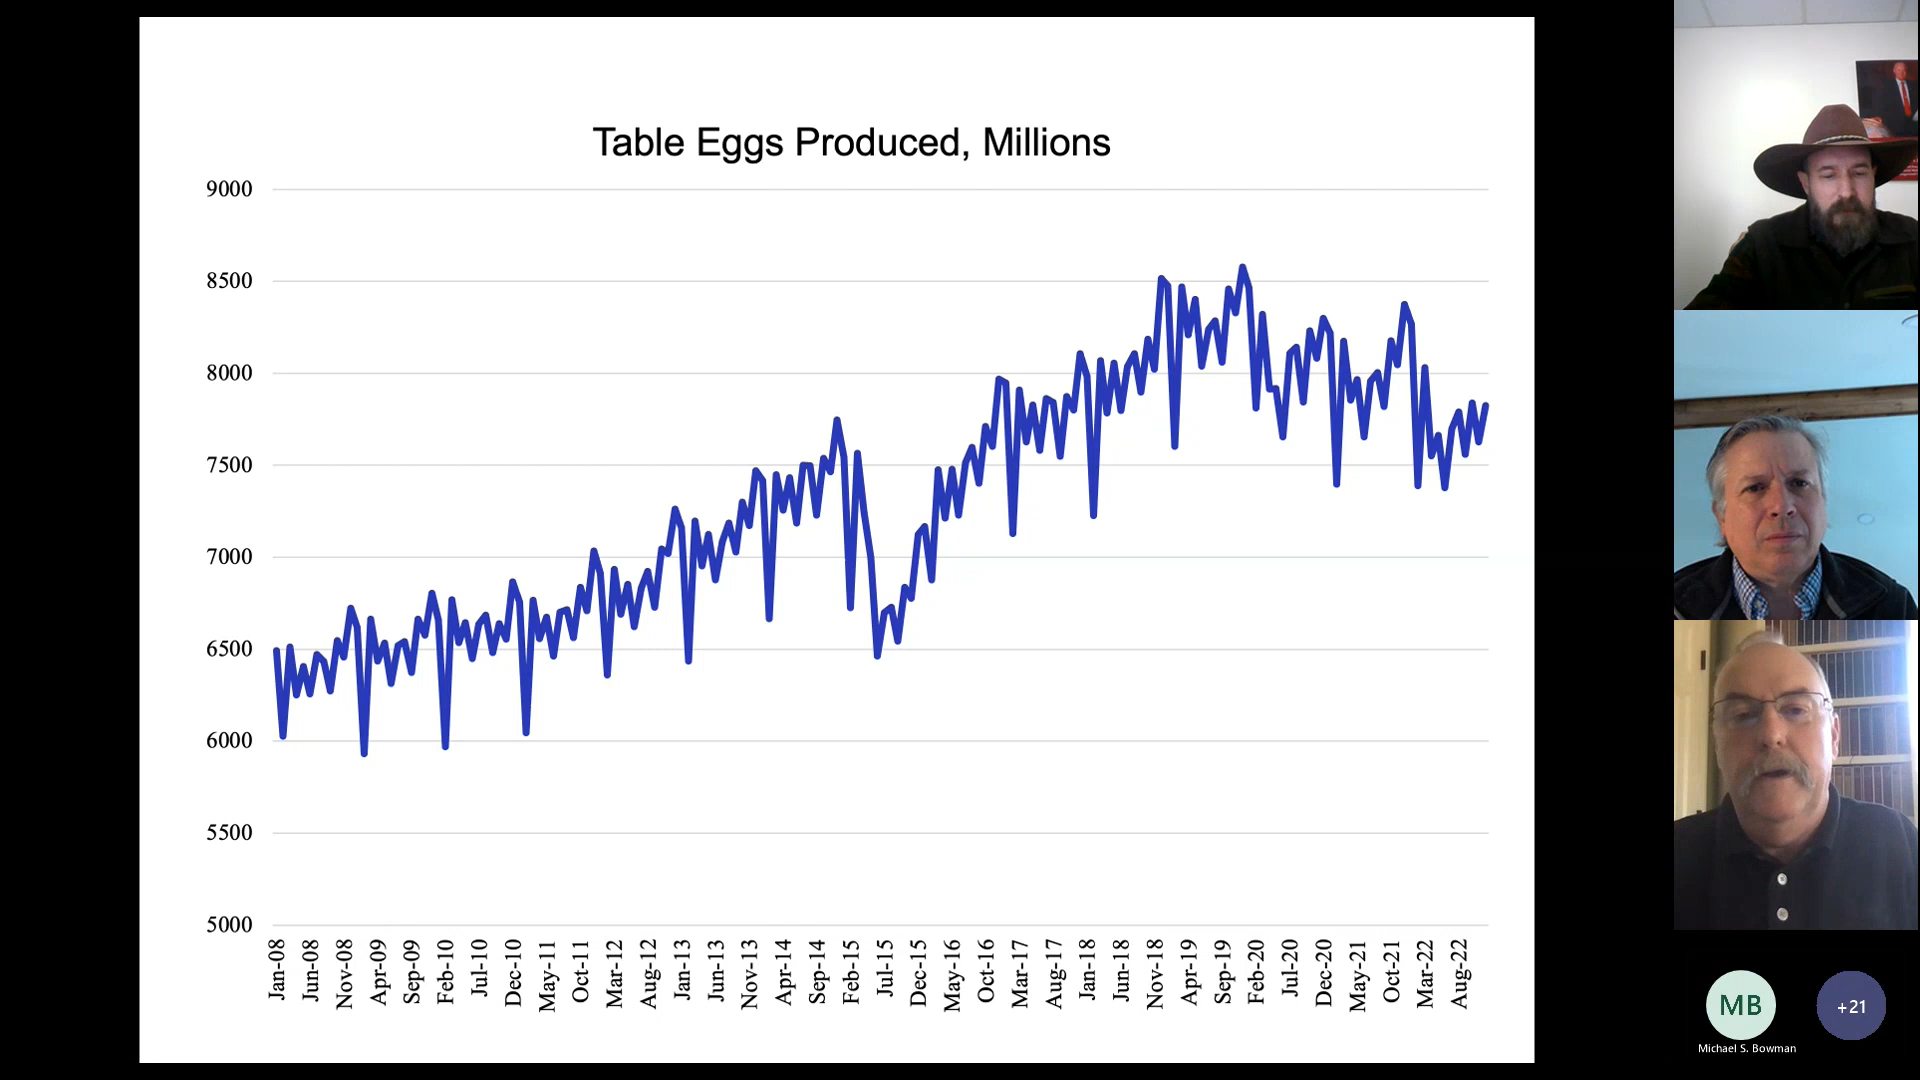 Table Eggs Produced, Millions
9000
8500
8000
7500
7000
6500
6000
5500
5000
Jan-08
Jun-08
Nov-08
Apr-09
Sep-09
Feb-10
Jul-10
Dec-10
May-11
Oct-11
Mar-12
Aug-12
Jan-13
Jun-13
Nov-13
Apr-14
Sep-14
Feb-15
Jul-15
Dec-15
May-16
Oct-16
Mar-17
Aug-17
Jan-18
Jun-18
Nov-18
Apr-19
Sep-19
Feb-20
Jul-20
Dec-20
May-21
Oct-21
Mar-22
Aug-22
MB
+21
Michael S. Bowman